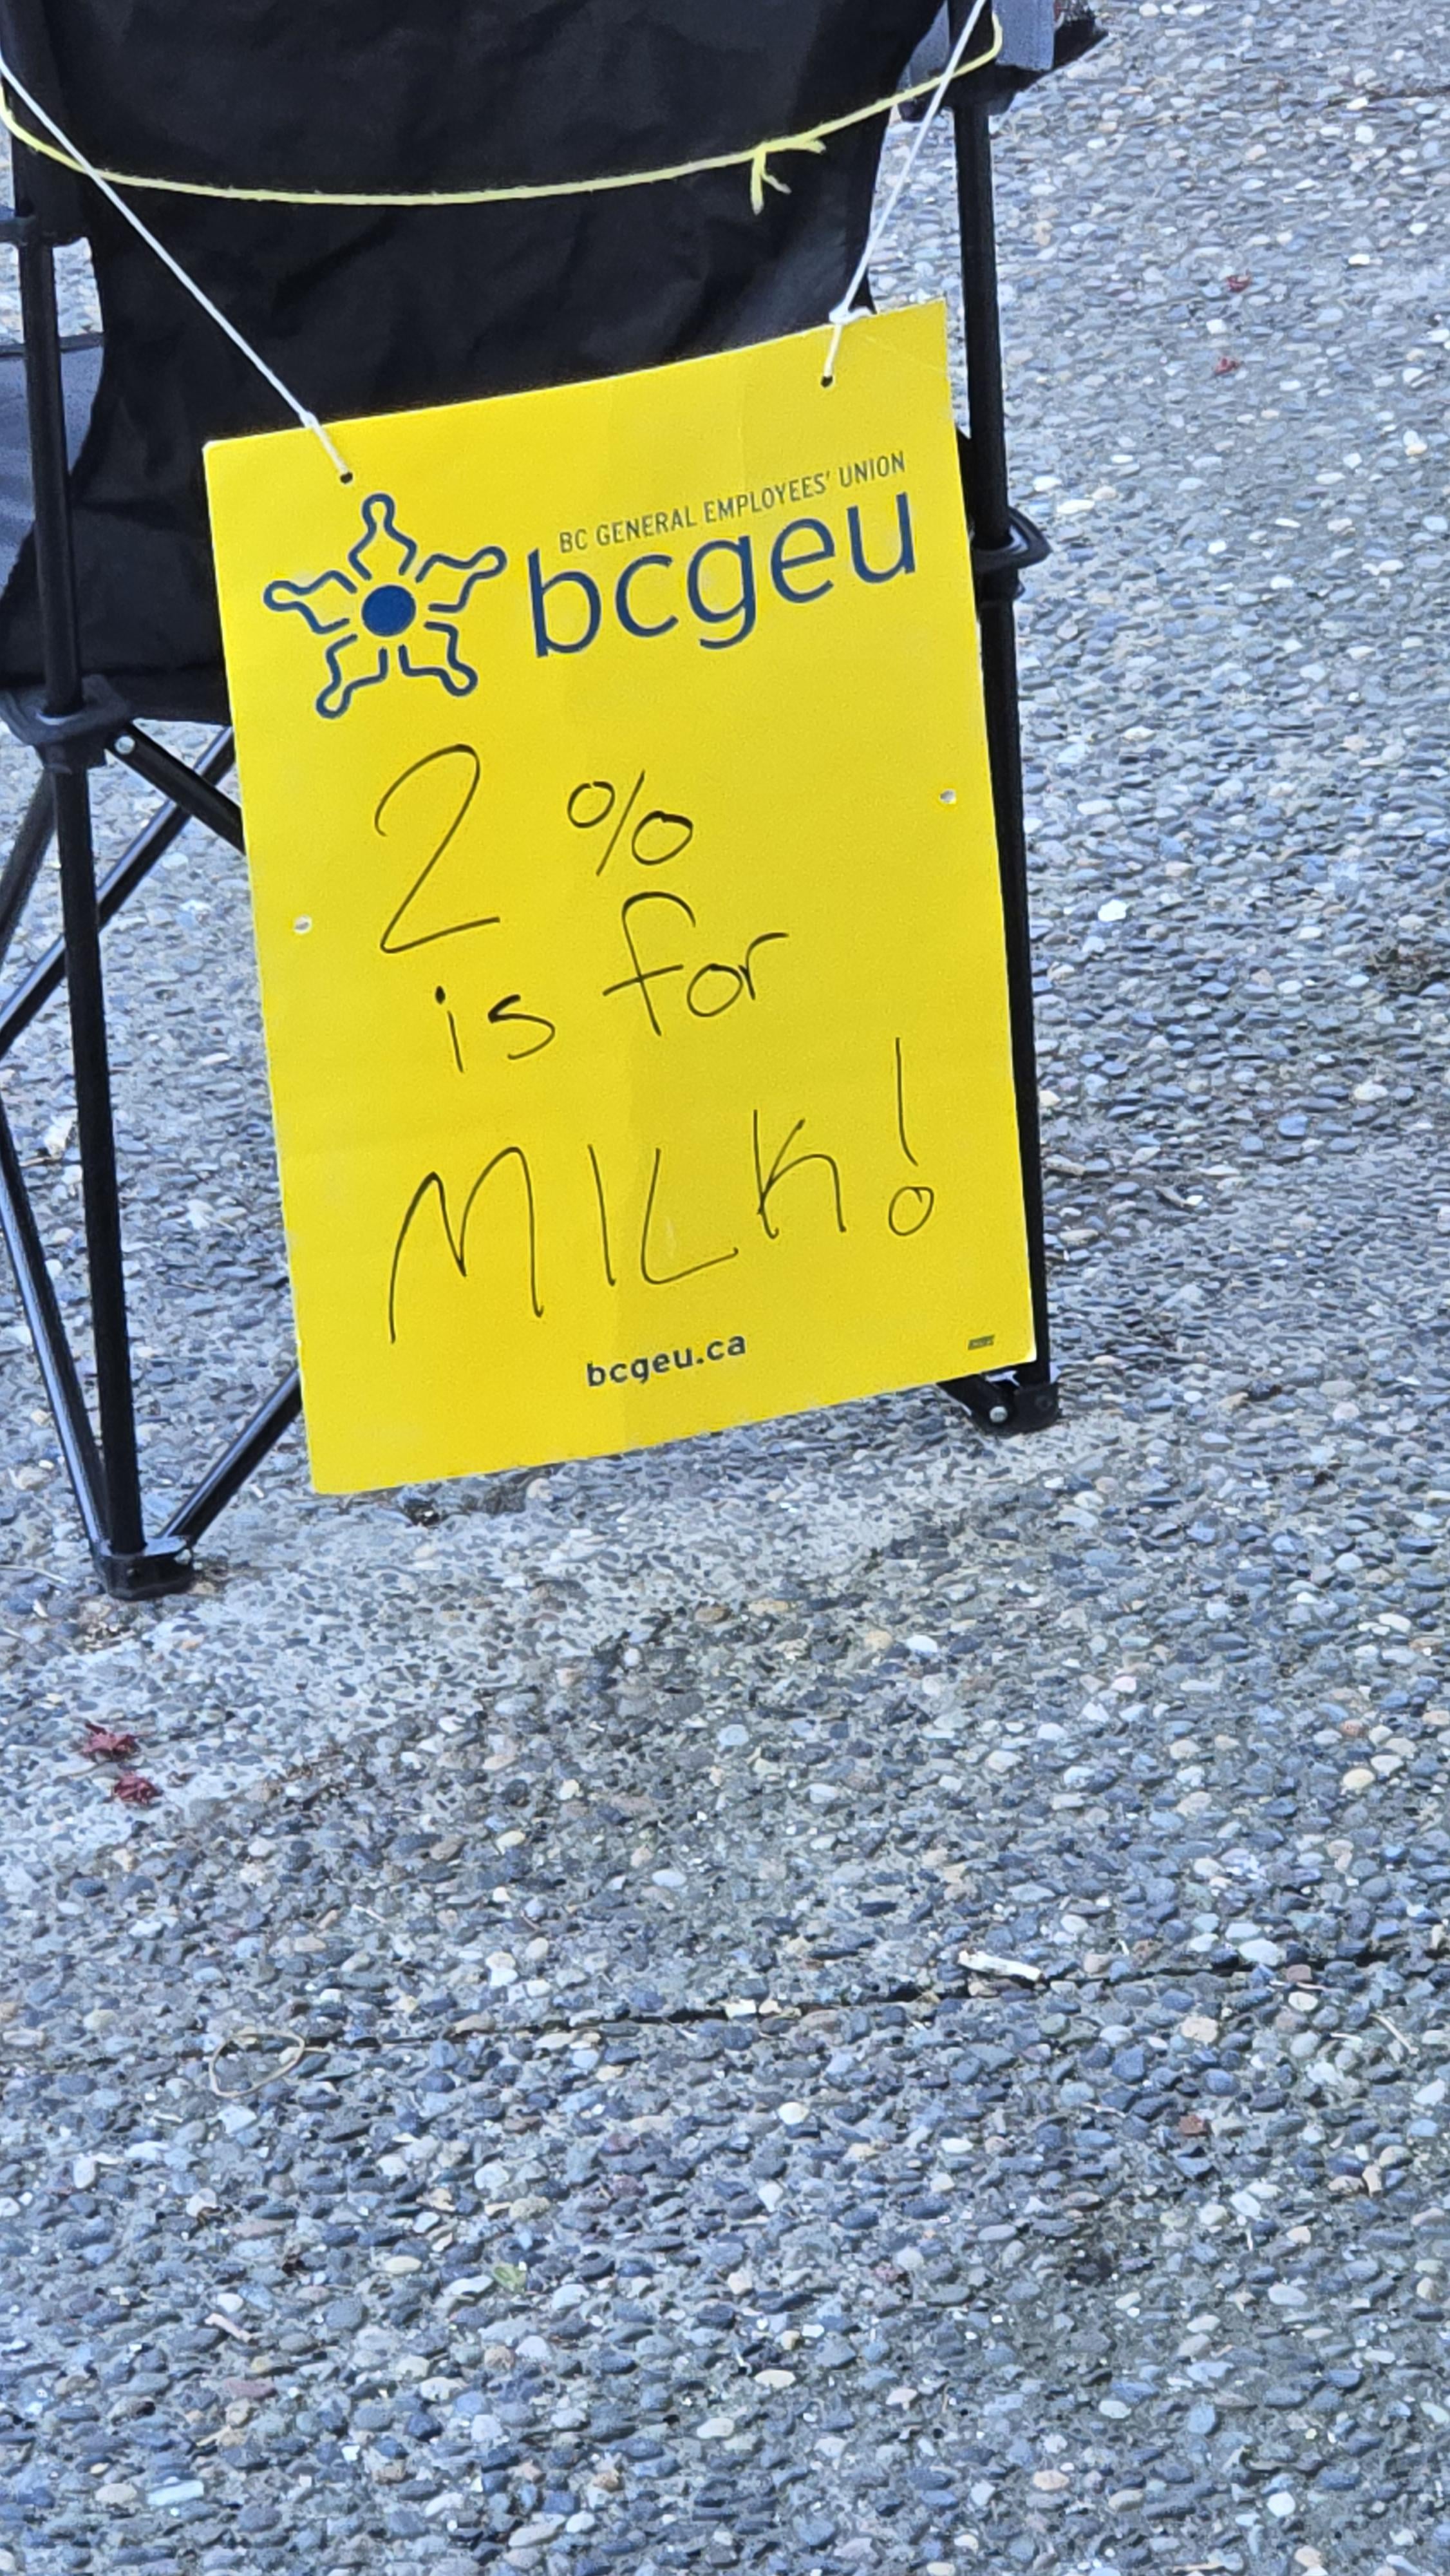 BC GENERAL EMPLOYEES' UNION
bcgeu
2 %
is for
MILK!
bcgeu.ca